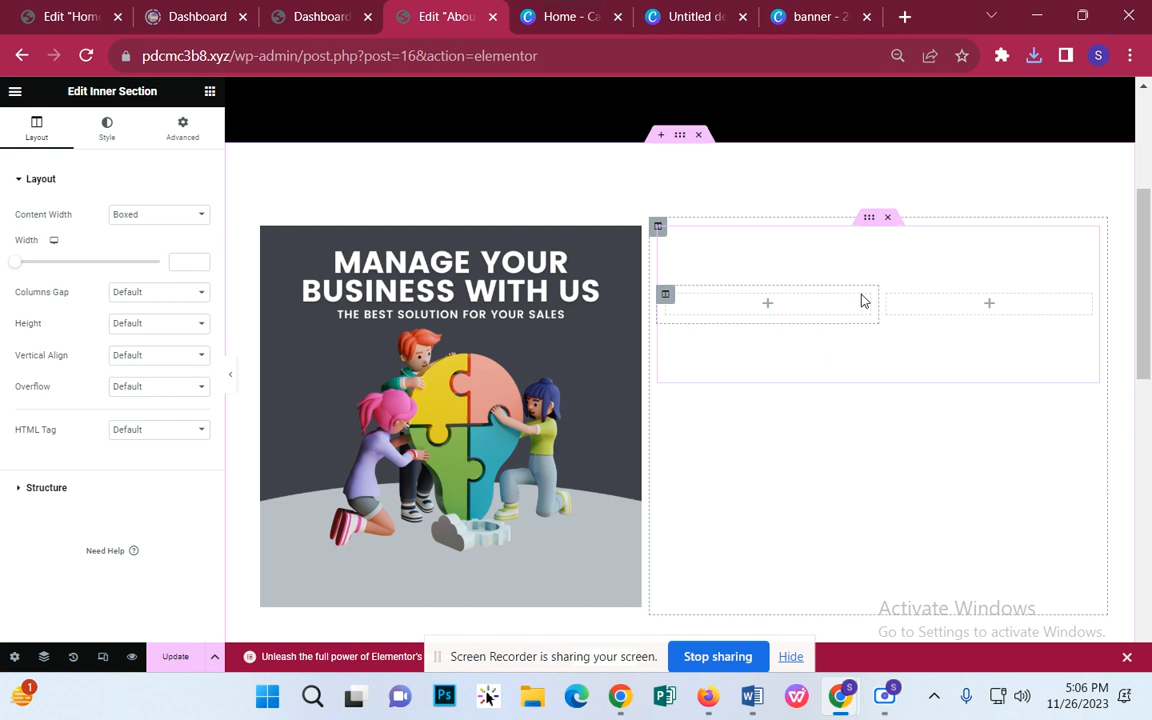 Edit "Home
Dashboard
Dashboard
Edit "Abou
Home - Ca
Untitled de
banner - 2
pdcmc3b8.xyz/wp-admin/post.php?post=16&action=elementor
S
Edit Inner Section
Layout
Style
Advanced
Layout
Content Width
Boxed
Width
Columns Gap
Default
Height
Default
Vertical Align
Default
Overflow
Default
HTML Tag
Default
Structure
Need Help
MANAGE YOUR
BUSINESS WITH US
THE BEST SOLUTION FOR YOUR SALES
Activate Windows
Go to Settings to activate Windows.
Update
Unleash the full power of Elementor's
Screen Recorder is sharing your screen.
Stop sharing
Hide
1
Ps
S
S
5:06 PM
11/26/2023